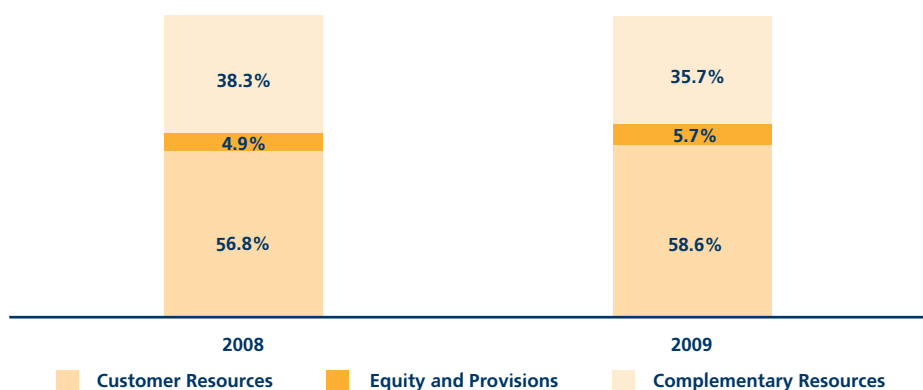 38.3%
35.7%
4.9%
5.7%
56.8%
58.6%
2008
2009
Customer Resources
Equity and Provisions
Complementary Resources